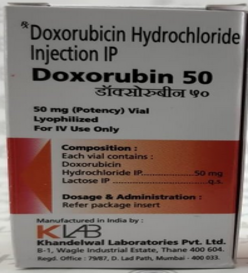 ℞Doxorubicin Hydrochloride
Injection IP
Doxorubin 50
डॉक्सोरुबीन ५०
50 mg (Potency) Vial
Lyophilized
For IV Use Only
Composition :
Each vial contains :
Doxorubicin
Hydrochloride IP............50 mg
Lactose IP ....................q.s.
Dosage & Administration :
Refer package insert
Manufactured in India by :
KLAB
Khandelwal Laboratories Pvt. Ltd.
B-1, Wagle Industrial Estate, Thane 400 604.
Regd. Office : 79/87, D. Lad Path, Mumbai - 400 033.